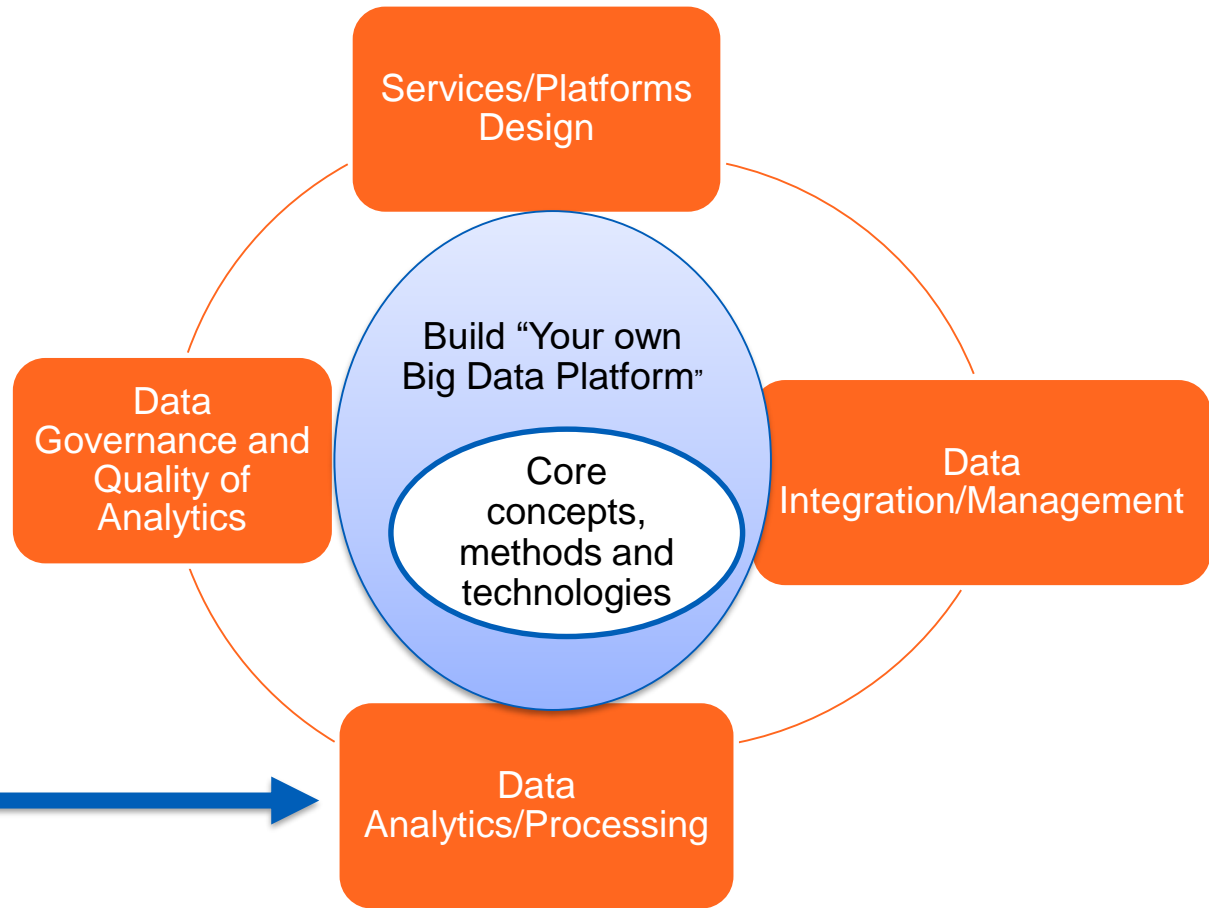 Services/Platforms
Design
Build “Your own
Big Data Platform”
Data
Governance and
Quality of
Analytics
Core
concepts,
methods and
technologies
Data
Integration/Management
Data
Analytics/Processing